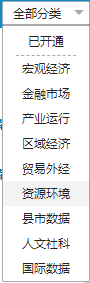 全部分类
已开通
宏观经济
金融市场
产业运行
区域经济
贸易外经
资源环境
县市数据
人文社科
国际数据